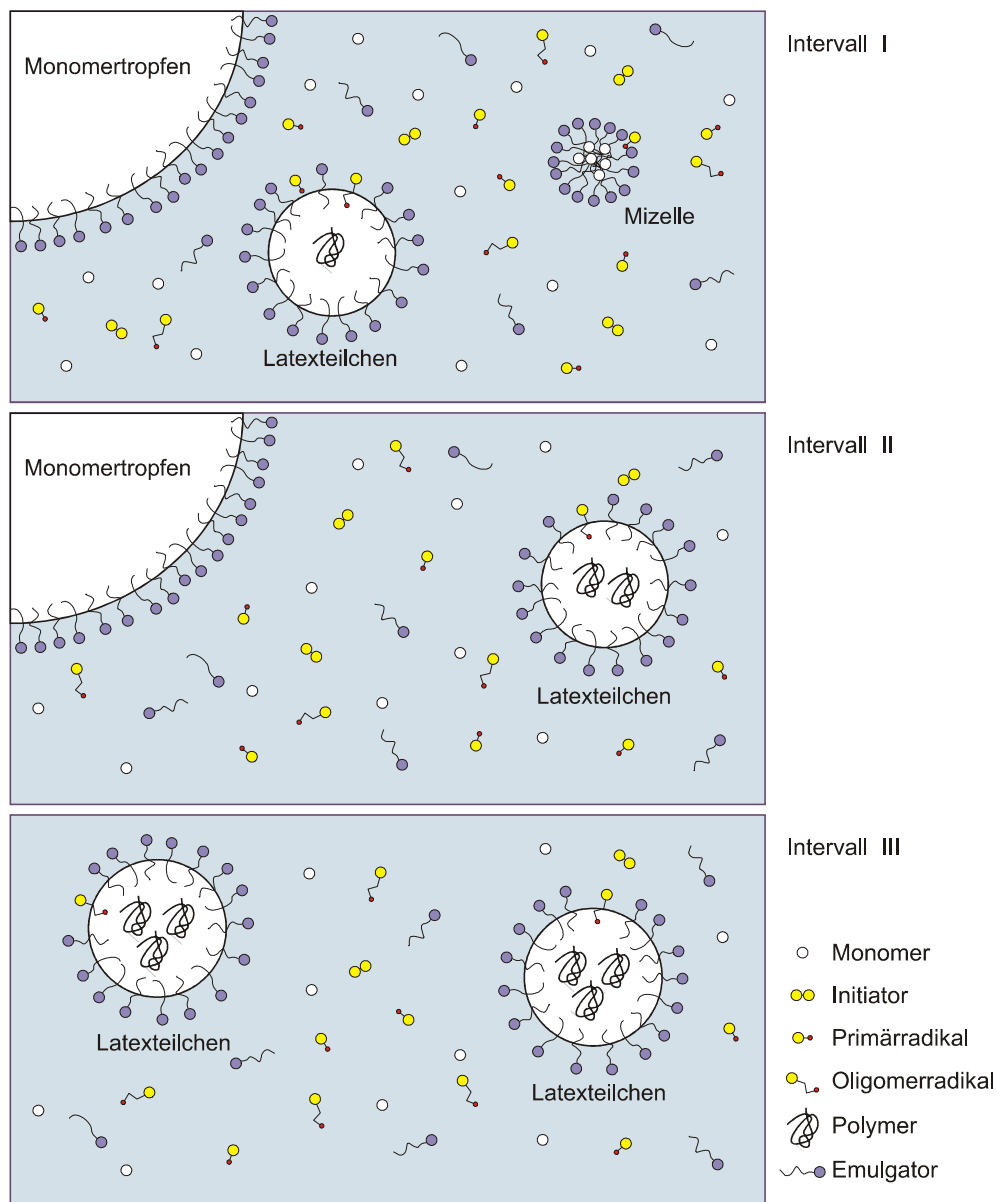 Monomertropfen
Intervall I
Mizelle
Latexteilchen
Monomertropfen
Intervall II
Latexteilchen
Intervall III
Latexteilchen
Latexteilchen
Monomer
Initiator
Primärradikal
Oligomerradikal
Polymer
Emulgator